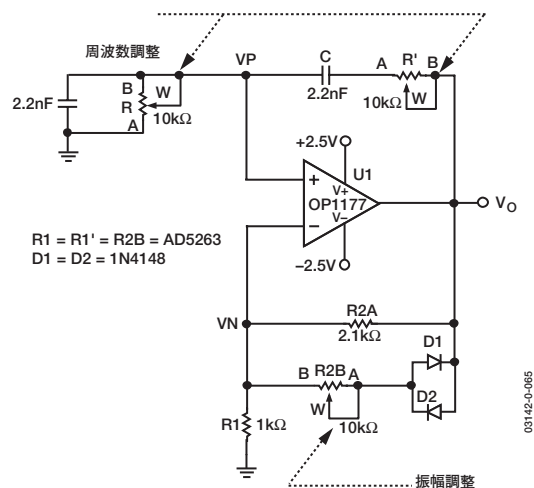 周波数調整
VP
C
A
R'
B
B
R
A
W
10kΩ
2.2nF
2.2nF
10kΩ
W
+2.5V
U1
+
V+
OP1177
V–
–
VO
–2.5V
R1 = R1' = R2B = AD5263
D1 = D2 = 1N4148
VN
R2A
2.1kΩ
D1
B
R2B
A
D2
W
R1
1kΩ
10kΩ
振幅調整
03142-0-065